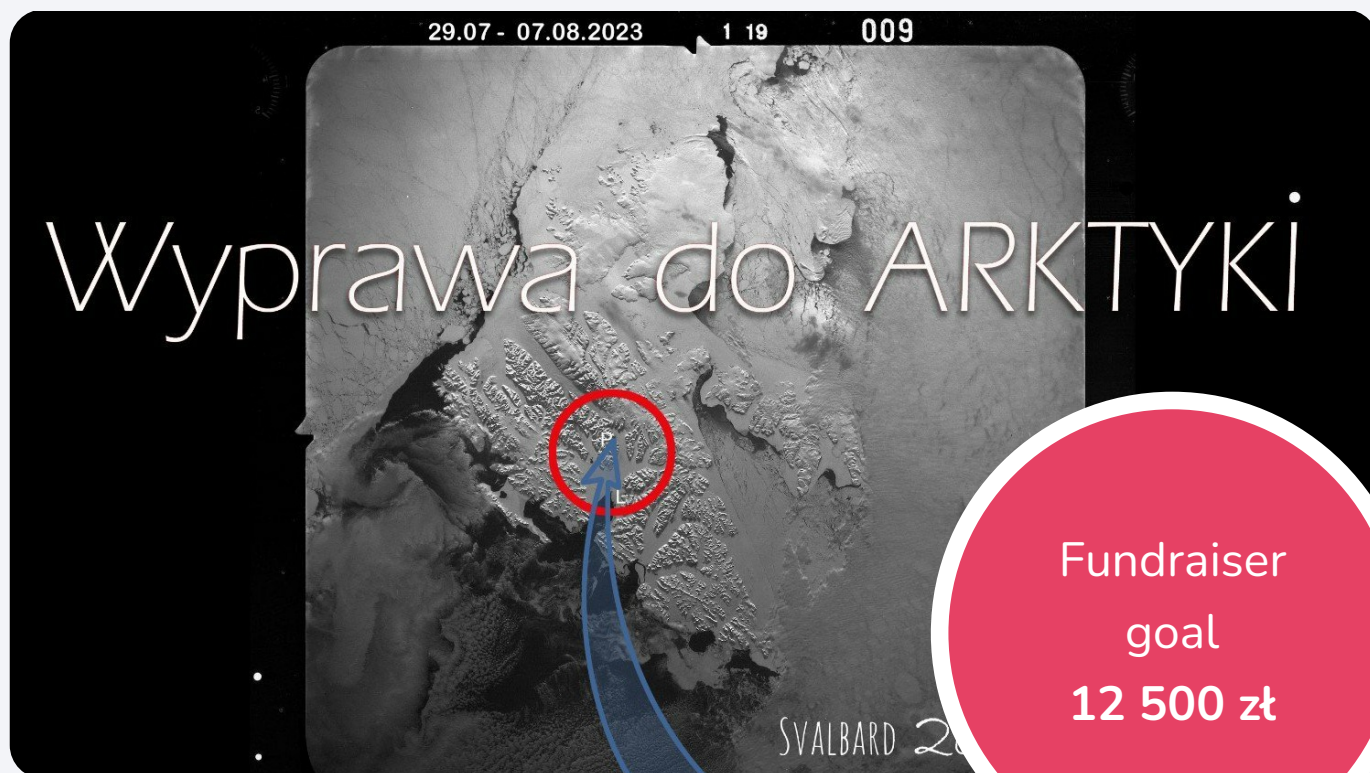 29.07 - 07.08.2023 1 19 009
Wyprawa do ARKTYKi
P
L
Fundraiser
goal
12 500 zł
SVALBARD